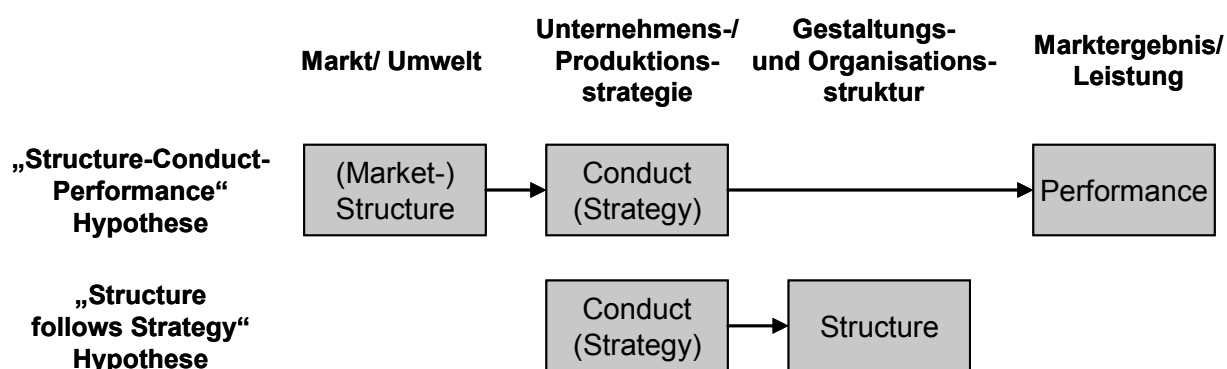 Markt/ Umwelt
Unternehmens-/
Produktions-
strategie
Gestaltungs-
und Organisations-
struktur
Marktergebnis/
Leistung
„Structure-Conduct-
Performance“
Hypothese
(Market-)
Structure
Conduct
(Strategy)
Performance
„Structure
follows Strategy“
Hypothese
Conduct
(Strategy)
Structure